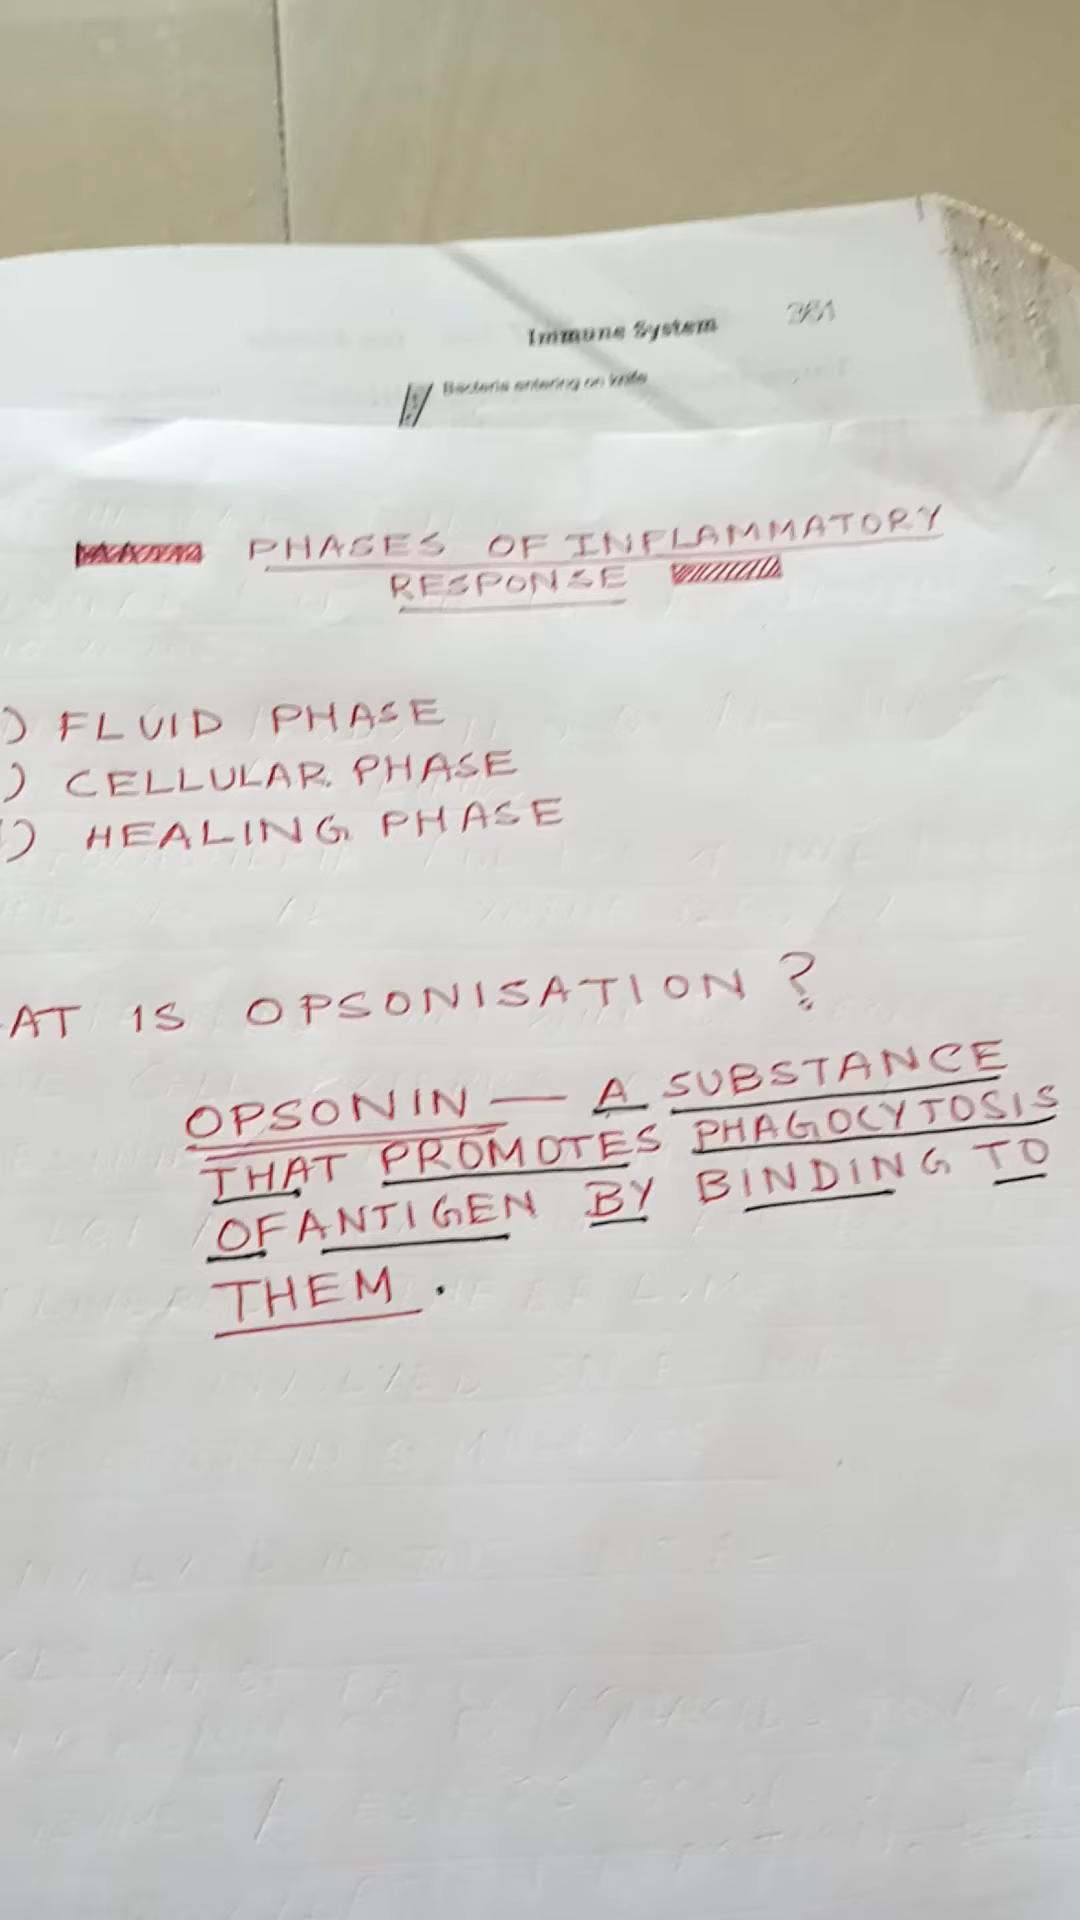 Immune System 361
Bacteria entering on knife
PHASES OF INFLAMMATORY
RESPONSE
) FLUID PHASE
) CELLULAR PHASE
) HEALING PHASE
AT IS OPSONISATION ?
OPSONIN — A SUBSTANCE
THAT PROMOTES PHAGOCYTOSIS
OF ANTIGEN BY BINDING TO
THEM .